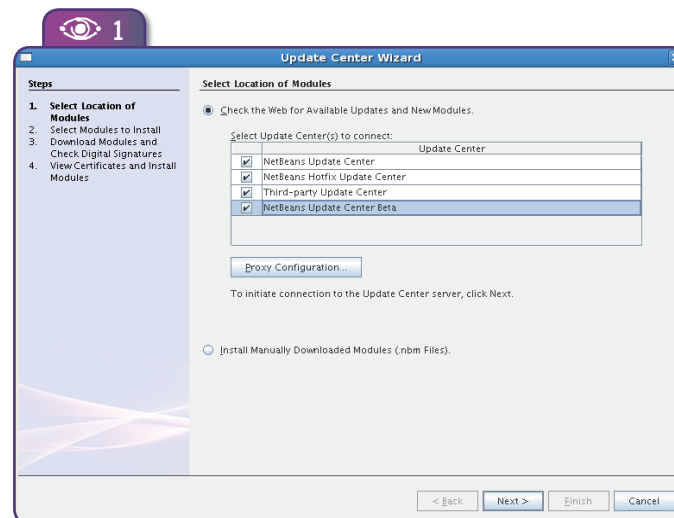 1
Update Center Wizard
Steps
1. Select Location of
Modules
2. Select Modules to Install
3. Download Modules and
Check Digital Signatures
4. View Certificates and Install
Modules
Select Location of Modules
Check the Web for Available Updates and New Modules.
Select Update Center(s) to connect:
Update Center
NetBeans Update Center
NetBeans Hotfix Update Center
Third-party Update Center
NetBeans Update Center Beta
Proxy Configuration...
To initiate connection to the Update Center server, click Next.
Install Manually Downloaded Modules (.nbm Files).
< Back
Next >
Finish
Cancel